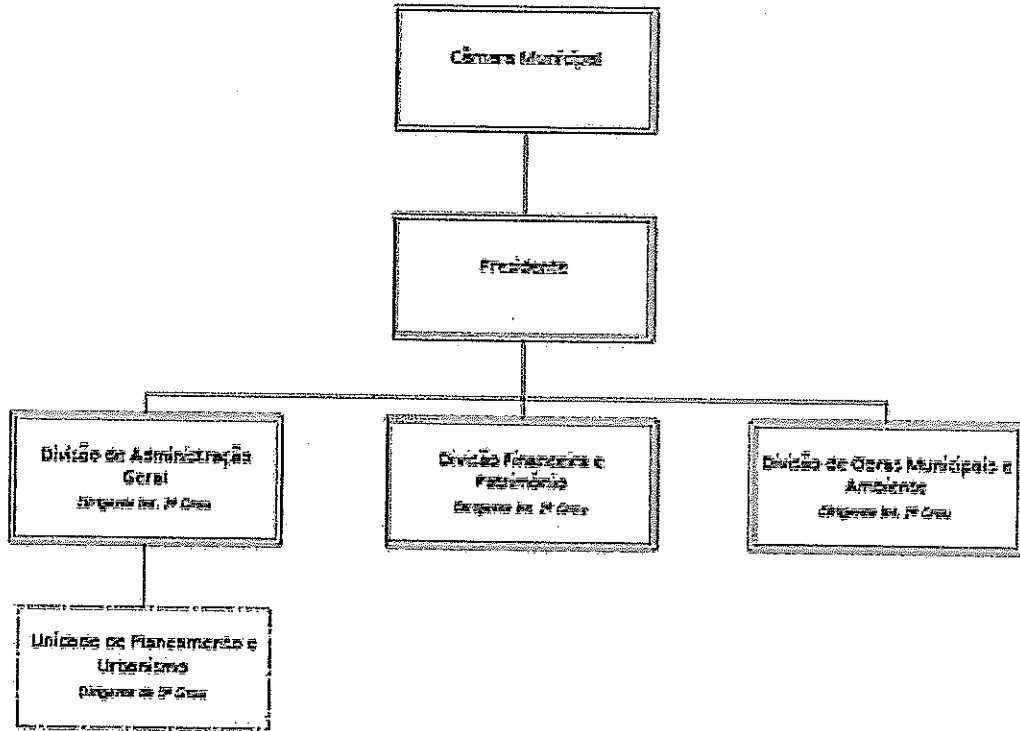 Câmara Municipal
Presidente
Divisão de Administração
Geral
Divisão Financeira e
Património
Divisão de Obras Municipais e
Ambiente
Unidade de Planeamento e
Urbanismo